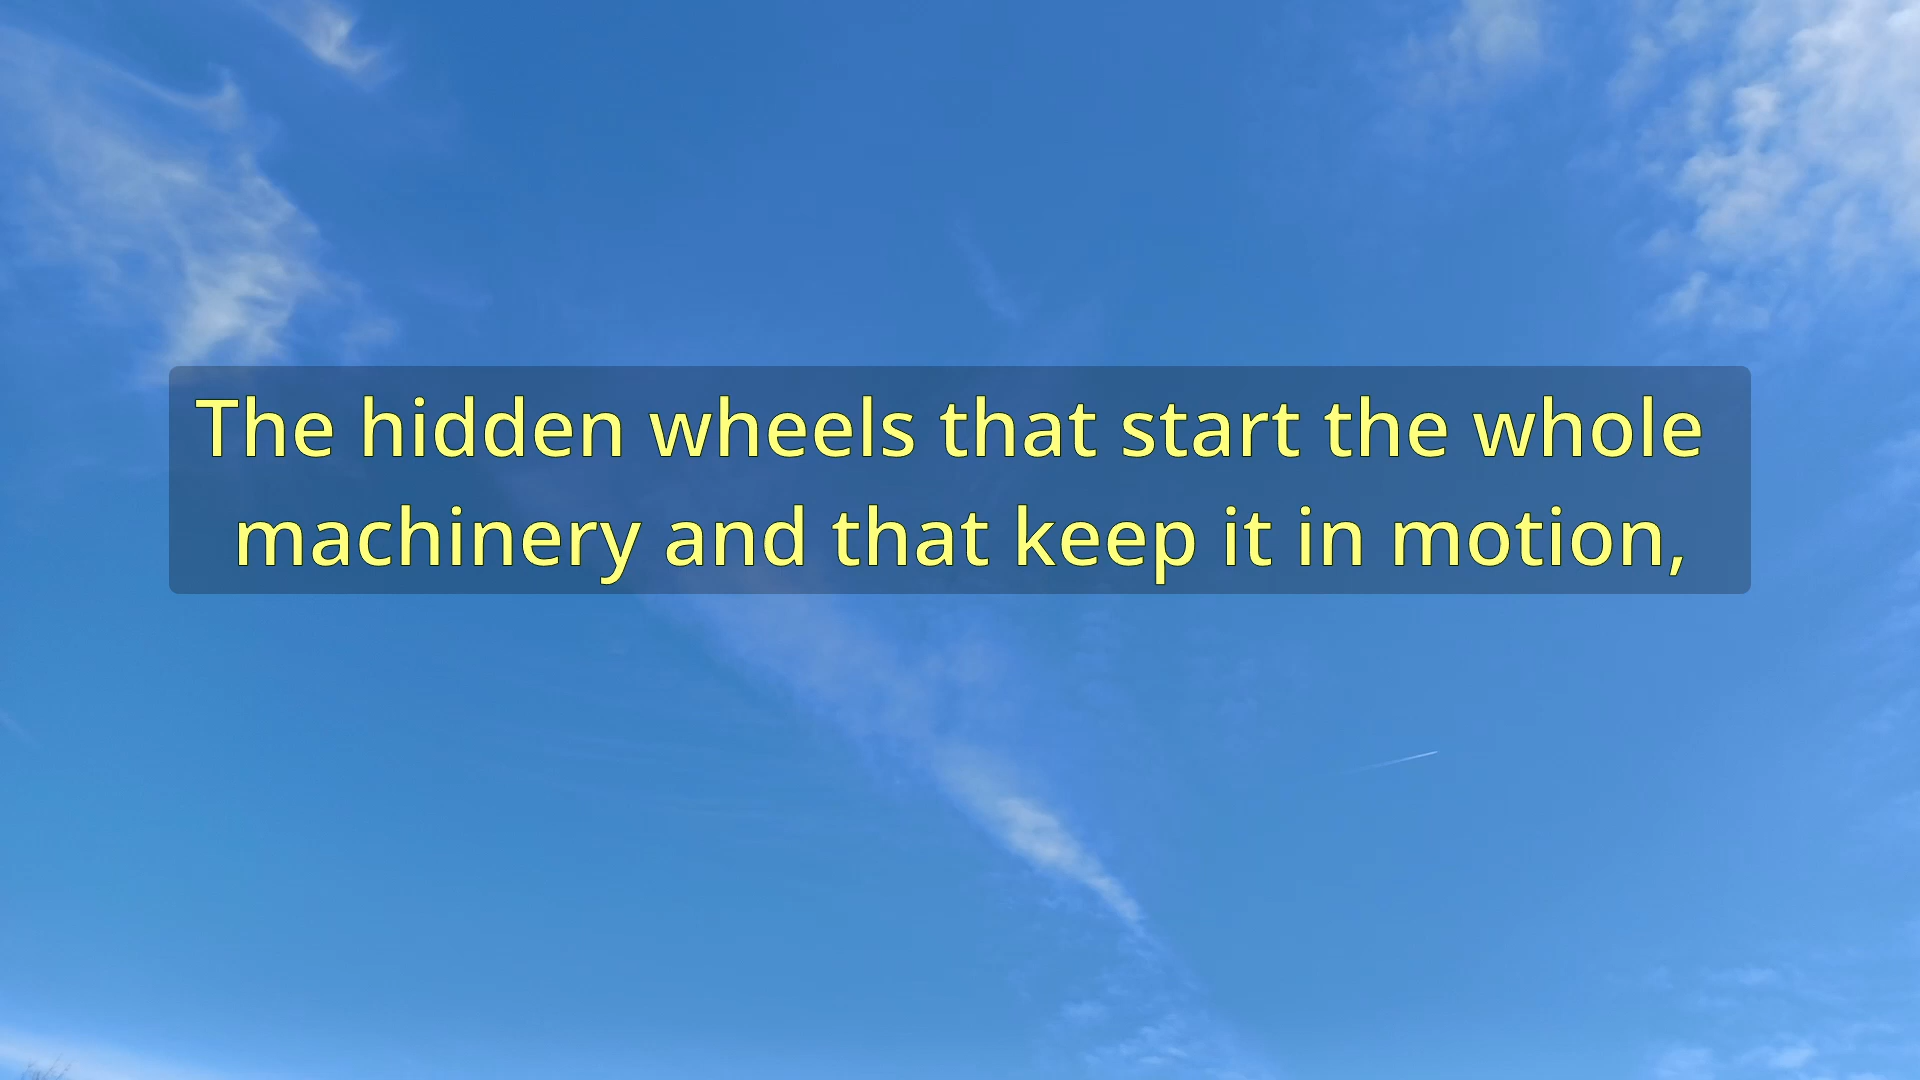 The hidden wheels that start the whole
machinery and that keep it in motion,